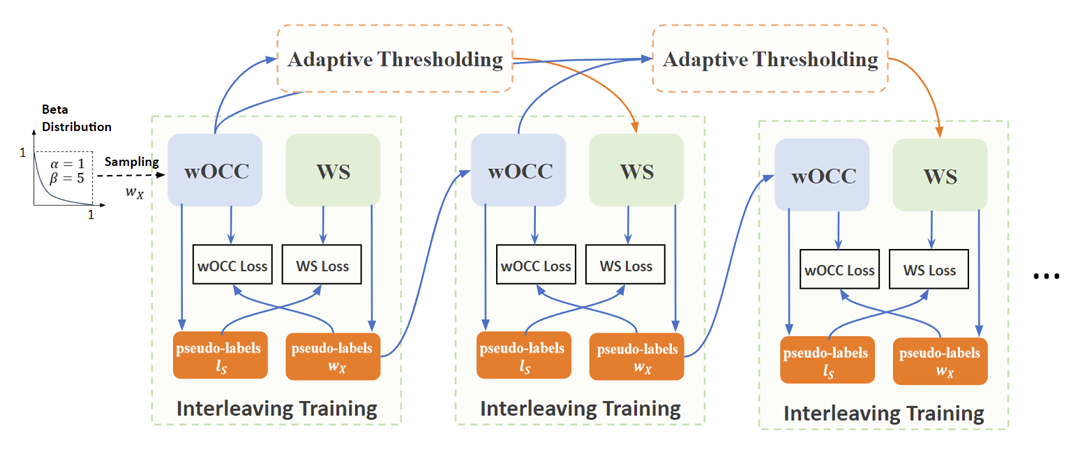 Adaptive Thresholding
Adaptive Thresholding
Beta
Distribution
1
α = 1
β = 5
1
Sampling
w_X
wOCC
WS
wOCC Loss
WS Loss
pseudo-labels
l_S
pseudo-labels
w_X
Interleaving Training
wOCC
WS
wOCC Loss
WS Loss
pseudo-labels
l_S
pseudo-labels
w_X
Interleaving Training
wOCC
WS
wOCC Loss
WS Loss
pseudo-labels
l_S
pseudo-labels
w_X
Interleaving Training
...